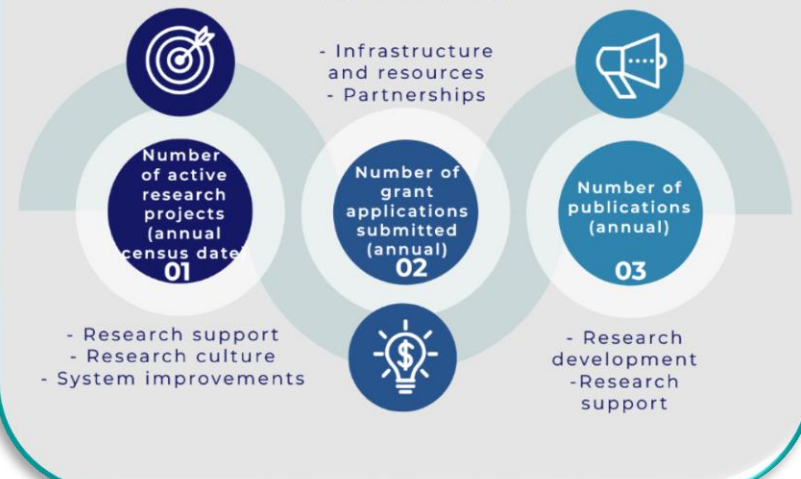 - Infrastructure
and resources
- Partnerships
Number
of active
research
projects
(annual
census date)
01
Number of
grant
applications
submitted
(annual)
02
Number of
publications
(annual)
03
- Research support
- Research culture
- System improvements
$
- Research
development
-Research
support